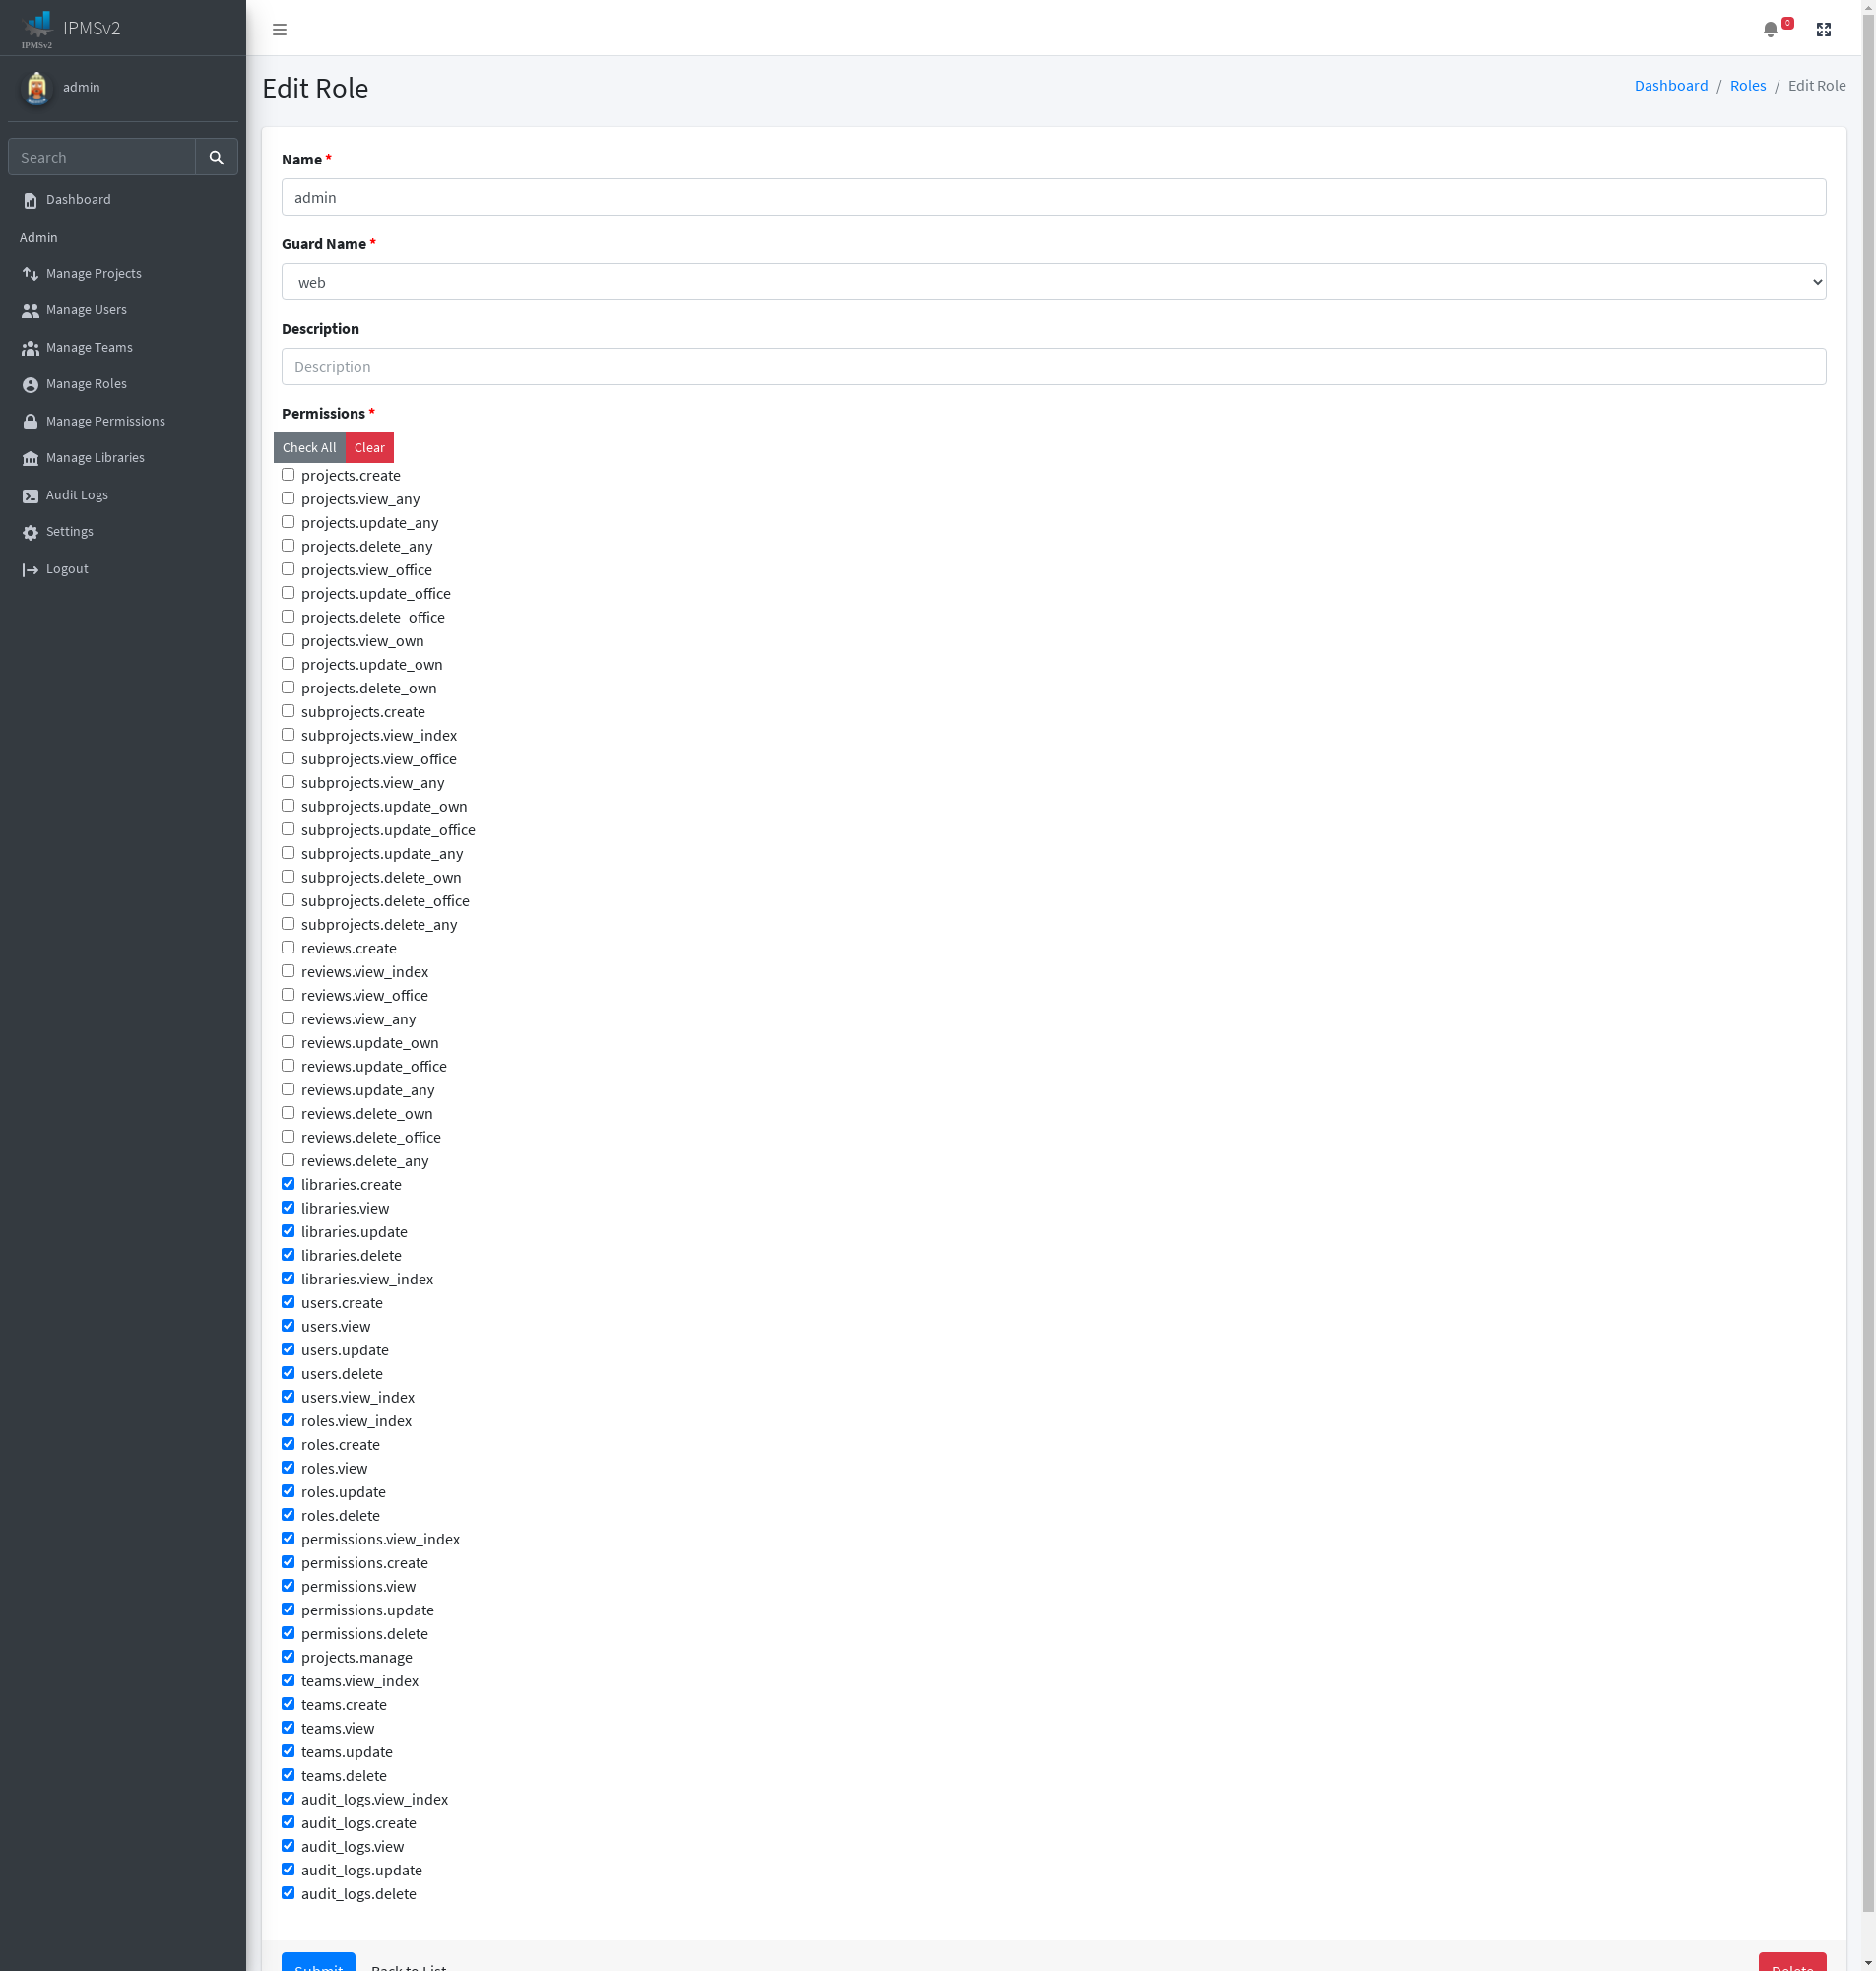 IPMSv2
IPMSv2
0
admin
Edit Role
Dashboard / Roles / Edit Role
Search
Dashboard
Admin
Manage Projects
Manage Users
Manage Teams
Manage Roles
Manage Permissions
Manage Libraries
Audit Logs
Settings
Logout
Name *
admin
Guard Name *
web
Description
Description
Permissions *
Check All Clear
projects.create
projects.view_any
projects.update_any
projects.delete_any
projects.view_office
projects.update_office
projects.delete_office
projects.view_own
projects.update_own
projects.delete_own
subprojects.create
subprojects.view_index
subprojects.view_office
subprojects.view_any
subprojects.update_own
subprojects.update_office
subprojects.update_any
subprojects.delete_own
subprojects.delete_office
subprojects.delete_any
reviews.create
reviews.view_index
reviews.view_office
reviews.view_any
reviews.update_own
reviews.update_office
reviews.update_any
reviews.delete_own
reviews.delete_office
reviews.delete_any
libraries.create
libraries.view
libraries.update
libraries.delete
libraries.view_index
users.create
users.view
users.update
users.delete
users.view_index
roles.view_index
roles.create
roles.view
roles.update
roles.delete
permissions.view_index
permissions.create
permissions.view
permissions.update
permissions.delete
projects.manage
teams.view_index
teams.create
teams.view
teams.update
teams.delete
audit_logs.view_index
audit_logs.create
audit_logs.view
audit_logs.update
audit_logs.delete
Submit Back to List Delete